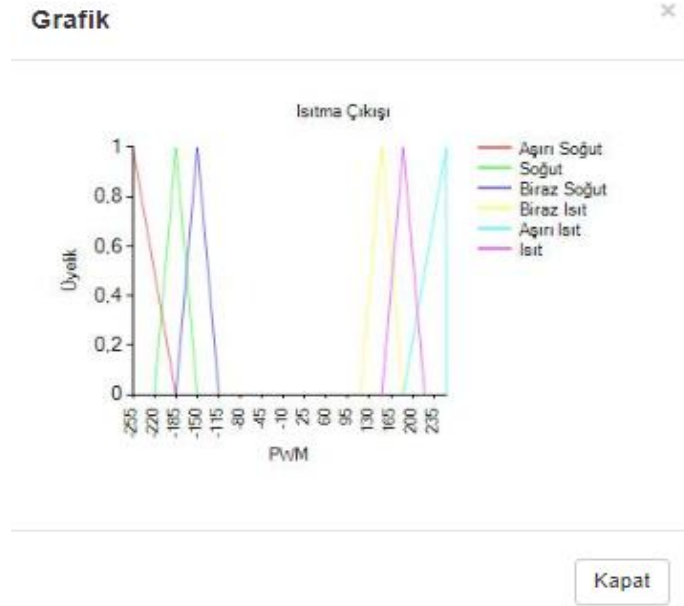 Grafik
×
Isıtma Çıkışı
1
0.8
0.6
0.4
0.2
0
Üyelik
-255
-220
-185
-150
-115
-80
-45
-10
25
60
95
130
165
200
235
PWM
Aşırı Soğut
Soğut
Biraz Soğut
Biraz Isıt
Aşırı Isıt
Isıt
Kapat